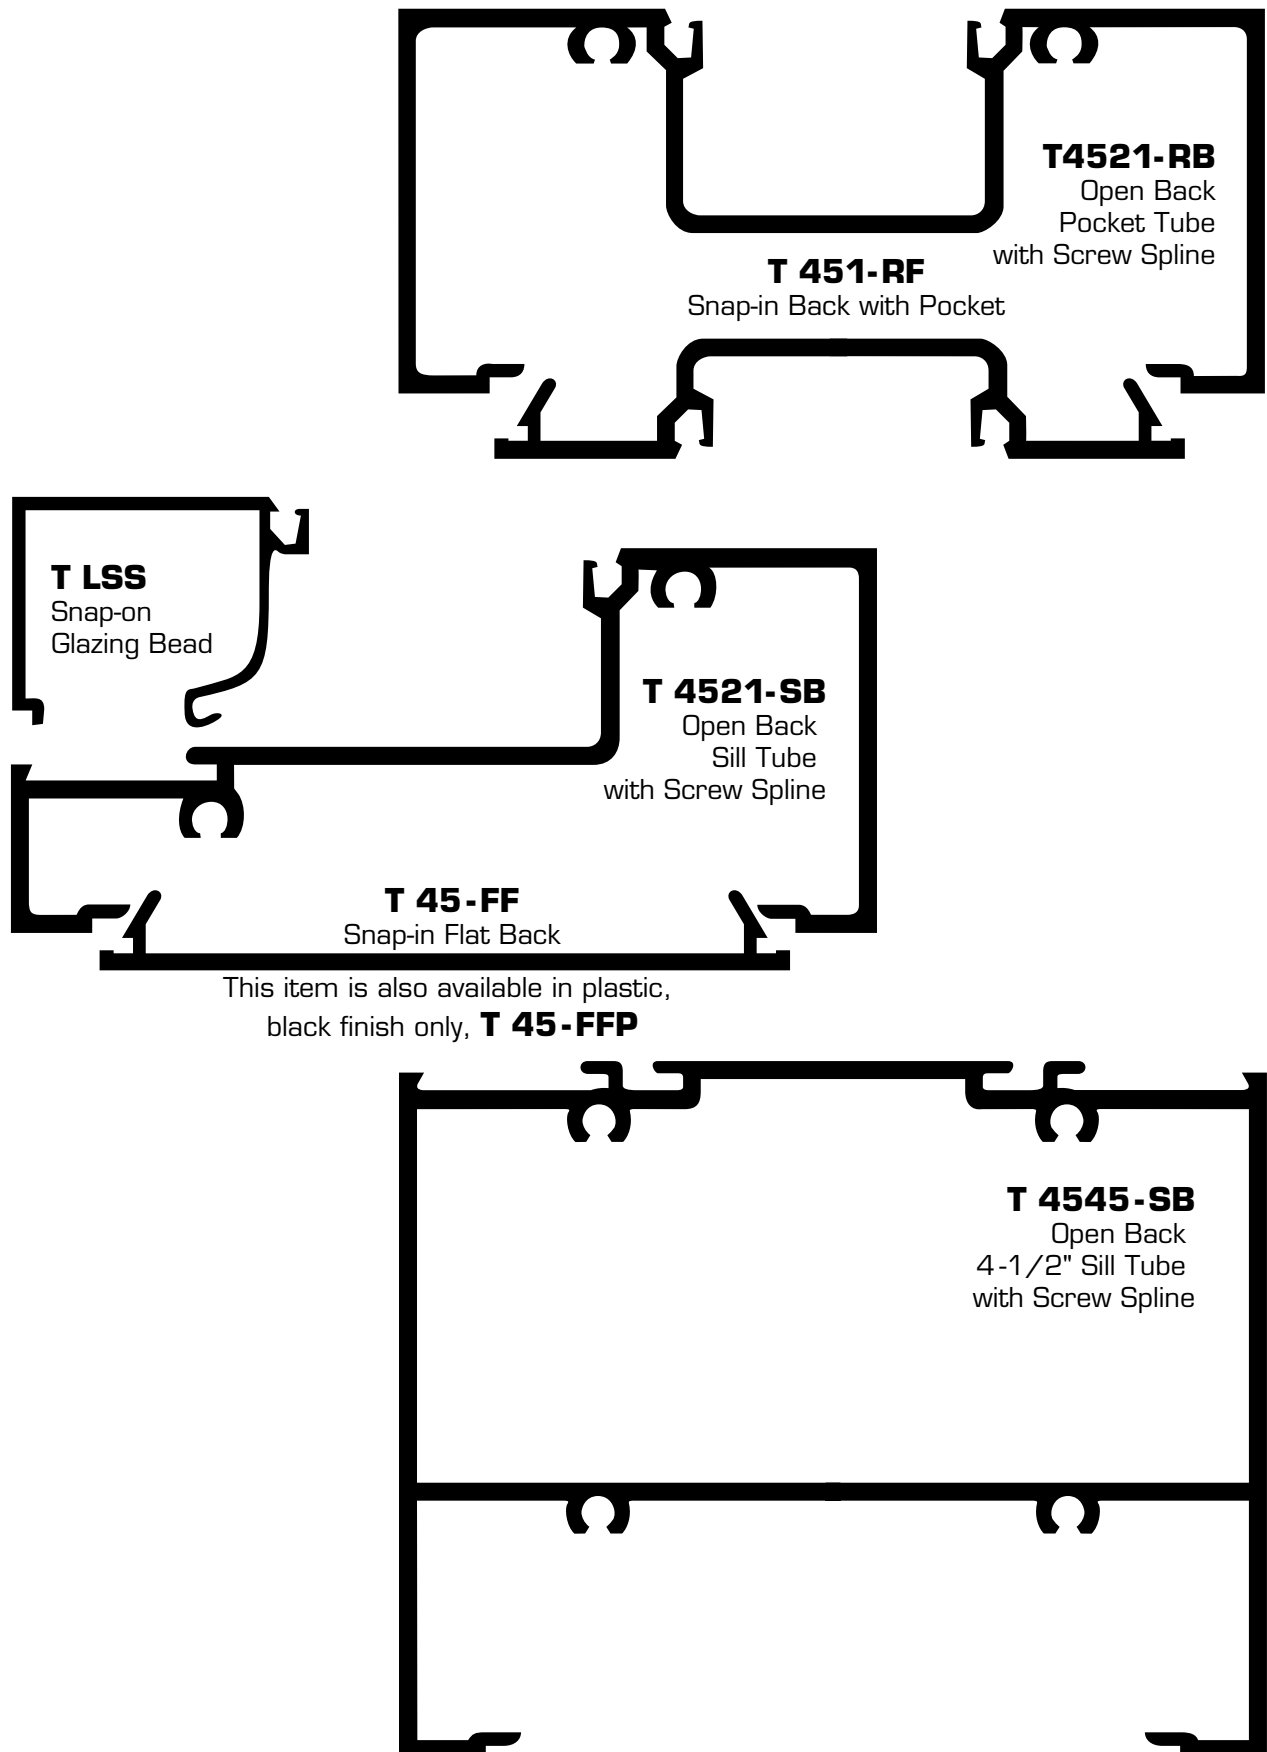 T4521-RB
Open Back
Pocket Tube
with Screw Spline
T 451-RF
Snap-in Back with Pocket
T LSS
Snap-on
Glazing Bead
T 4521-SB
Open Back
Sill Tube
with Screw Spline
T 45-FF
Snap-in Flat Back
This item is also available in plastic,
black finish only, T 45-FFP
T 4545-SB
Open Back
4-1/2" Sill Tube
with Screw Spline